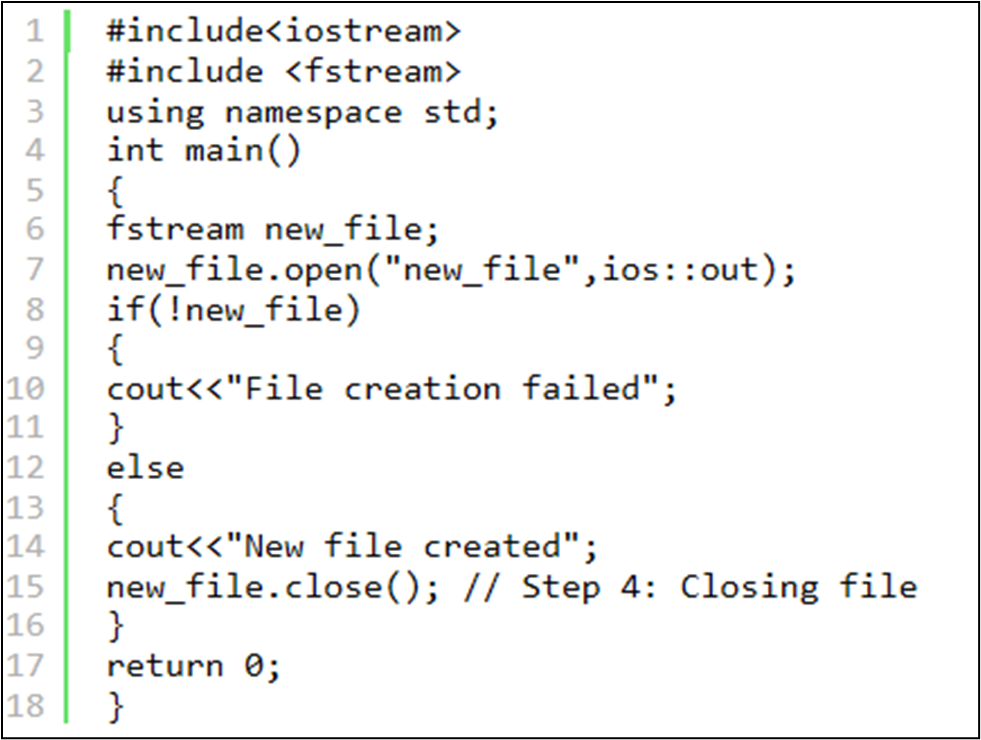 1 #include<iostream>
2 #include <fstream>
3 using namespace std;
4 int main()
5 {
6 fstream new_file;
7 new_file.open("new_file",ios::out);
8 if(!new_file)
9 {
10 cout<<"File creation failed";
11 }
12 else
13 {
14 cout<<"New file created";
15 new_file.close(); // Step 4: Closing file
16 }
17 return 0;
18 }